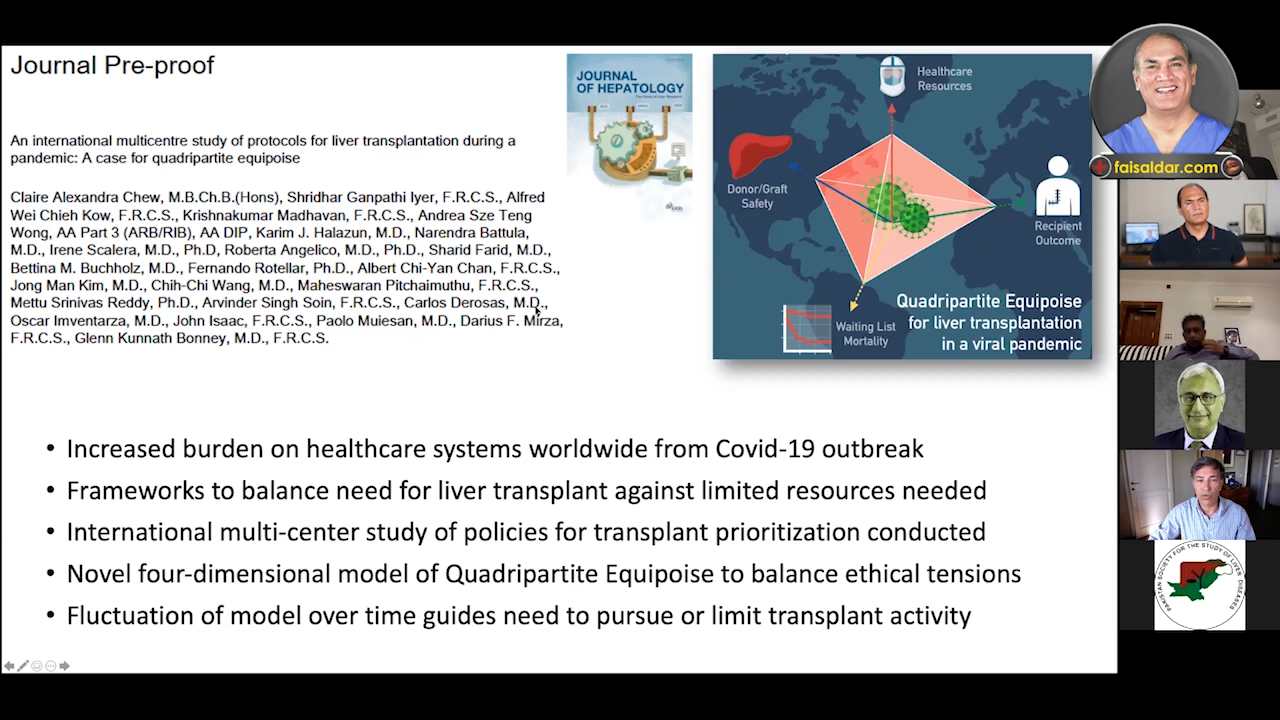 Journal Pre-proof
An international multicentre study of protocols for liver transplantation during a
pandemic: A case for quadripartite equipoise
Claire Alexandra Chew, M.B.Ch.B.(Hons), Shridhar Ganpathi Iyer, F.R.C.S., Alfred
Wei Chieh Kow, F.R.C.S., Krishnakumar Madhavan, F.R.C.S., Andrea Sze Teng
Wong, AA Part 3 (ARB/RIB), AA DIP, Karim J. Halazun, M.D., Narendra Battula,
M.D., Irene Scalera, M.D., Ph.D, Roberta Angelico, M.D., Ph.D., Sharid Farid, M.D.,
Bettina M. Buchholz, M.D., Fernando Rotellar, Ph.D., Albert Chi-Yan Chan, F.R.C.S.,
Jong Man Kim, M.D., Chih-Chi Wang, M.D., Maheswaran Pitchaimuthu, F.R.C.S.,
Mettu Srinivas Reddy, Ph.D., Arvinder Singh Soin, F.R.C.S., Carlos Derosas, M.D.,
Oscar Imventarza, M.D., John Isaac, F.R.C.S., Paolo Muiesan, M.D., Darius F. Mirza,
F.R.C.S., Glenn Kunnath Bonney, M.D., F.R.C.S.
JOURNAL
OF HEPATOLOGY
Healthcare
Resources
Donor/Graft
Safety
Recipient
Outcome
Waiting List
Mortality
Quadripartite Equipoise
for liver transplantation
in a viral pandemic
• Increased burden on healthcare systems worldwide from Covid-19 outbreak
• Frameworks to balance need for liver transplant against limited resources needed
• International multi-center study of policies for transplant prioritization conducted
• Novel four-dimensional model of Quadripartite Equipoise to balance ethical tensions
• Fluctuation of model over time guides need to pursue or limit transplant activity
faisaldar.com
PAKISTAN SOCIETY FOR THE STUDY OF LIVER DISEASES